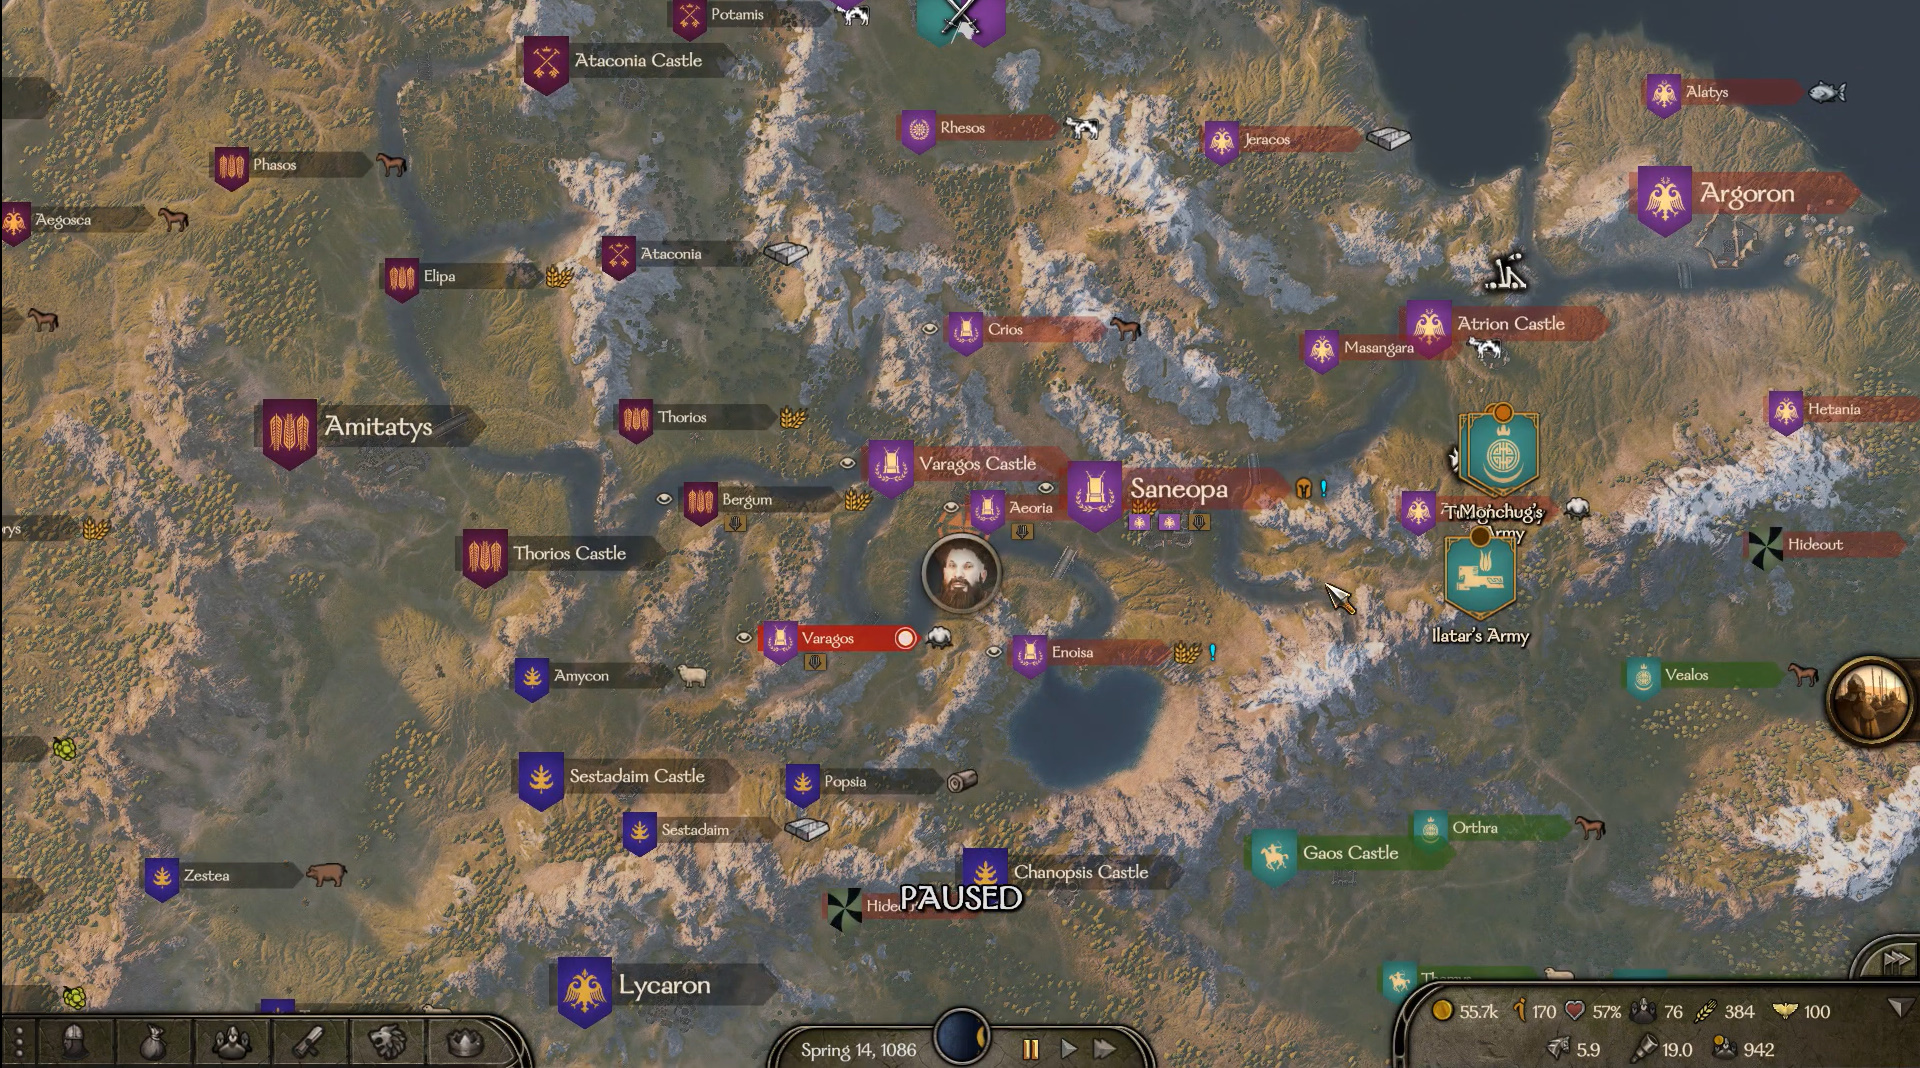 Potamis
Ataconia Castle
Alatys
Rhesos
Jeracos
Phasos
Argoron
Aegosca
Ataconia
Elipa
Crios
Atrion Castle
Masangara
Hetania
Thorios
Amitatys
Varagos Castle
Saneopa
Bergum
Aeoria
Monchug's
Army
Thorios Castle
Hideout
Varagos
Ilatar's Army
Enoisa
Amycon
Vealos
Sestadaim Castle
Popsia
Sestadaim
Orthra
Gaos Castle
Zestea
Chanopsis Castle
PAUSED
Lycaron
55.7k 170 57% 76 384 100
Spring 14, 1086
5.9 19.0 942